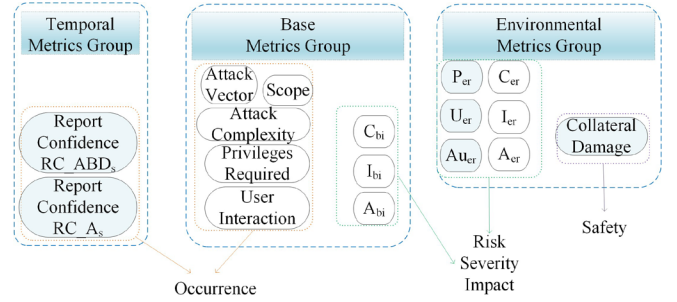 Temporal
Metrics Group
Report
Confidence
RC_ABDs
Report
Confidence
RC_As
Base
Metrics Group
Attack
Vector
Scope
Attack
Complexity
Privileges
Required
User
Interaction
Cbi
Ibi
Abi
Environmental
Metrics Group
Per
Cer
Uer
Ier
Auer
Aer
Collateral
Damage
Occurrence
Risk
Severity
Impact
Safety